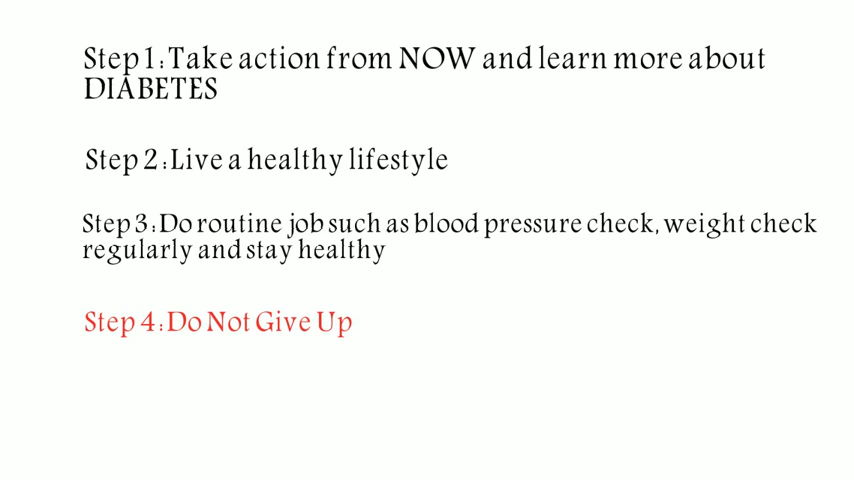 Step 1: Take action from NOW and learn more about
DIABETES
Step 2: Live a healthy lifestyle
Step 3: Do routine job such as blood pressure check, weight check
regularly and stay healthy
Step 4: Do Not Give Up